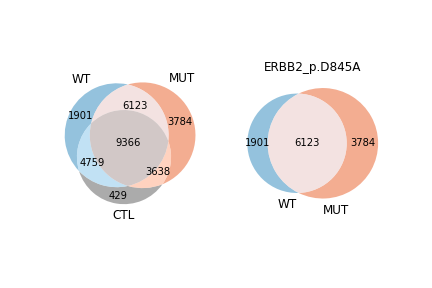 WT
MUT
1901
6123
3784
9366
4759
3638
429
CTL
ERBB2_p.D845A
1901
6123
3784
WT
MUT